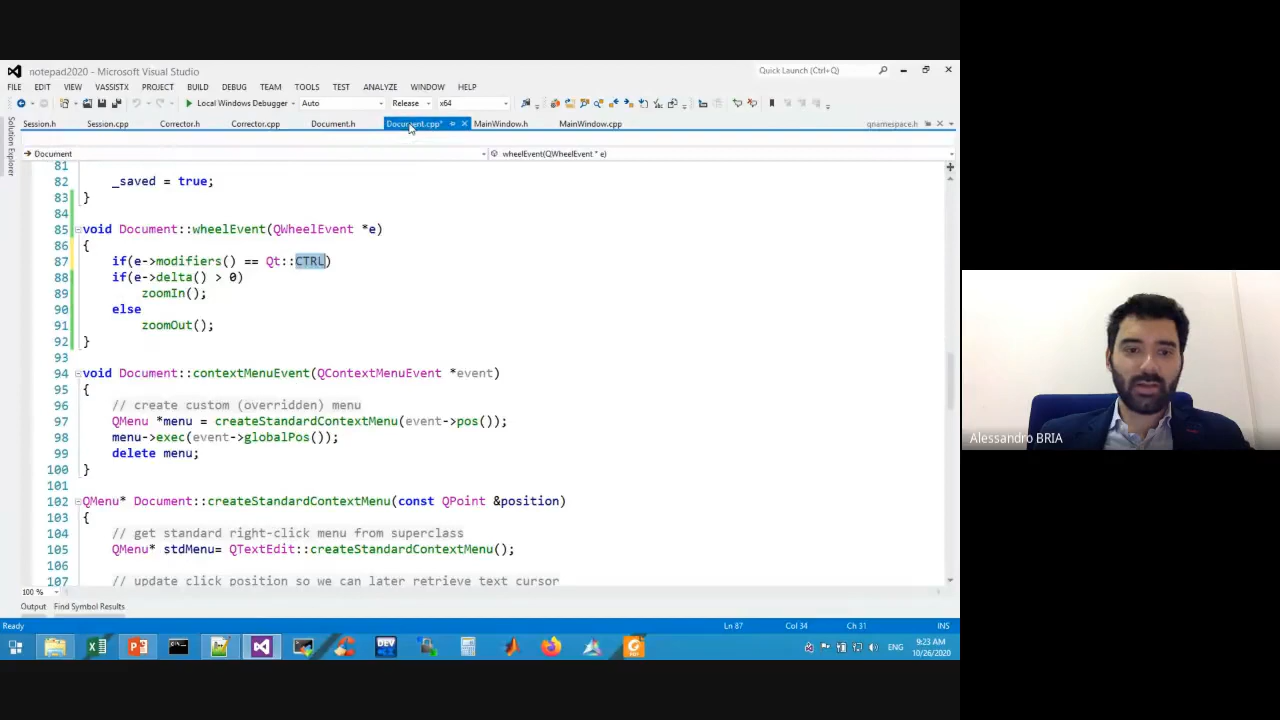 notepad2020 - Microsoft Visual Studio
Quick Launch (Ctrl+Q)
FILE EDIT VIEW VASSISTX PROJECT BUILD DEBUG TEAM TOOLS TEST ANALYZE WINDOW HELP
Local Windows Debugger Auto Release x64
Session.h Session.cpp Corrector.h Corrector.cpp Document.h Document.cpp* MainWindow.h MainWindow.cpp qnamespace.h
Solution Explorer
Document wheelEvent(QWheelEvent * e)
81
82 _saved = true;
83 }
84
85 void Document::wheelEvent(QWheelEvent *e)
86 {
87 if(e->modifiers() == Qt::CTRL)
88 if(e->delta() > 0)
89 zoomIn();
90 else
91 zoomOut();
92 }
93
94 void Document::contextMenuEvent(QContextMenuEvent *event)
95 {
96 // create custom (overridden) menu
97 QMenu *menu = createStandardContextMenu(event->pos());
98 menu->exec(event->globalPos());
99 delete menu;
100 }
101
102 QMenu* Document::createStandardContextMenu(const QPoint &position)
103 {
104 // get standard right-click menu from superclass
105 QMenu* stdMenu= QTextEdit::createStandardContextMenu();
106
107 // update click position so we can later retrieve text cursor
100 %
Output Find Symbol Results
Ready Ln 87 Col 34 Ch 31 INS
DEV
ENG
9:23 AM
10/26/2020
Alessandro BRIA